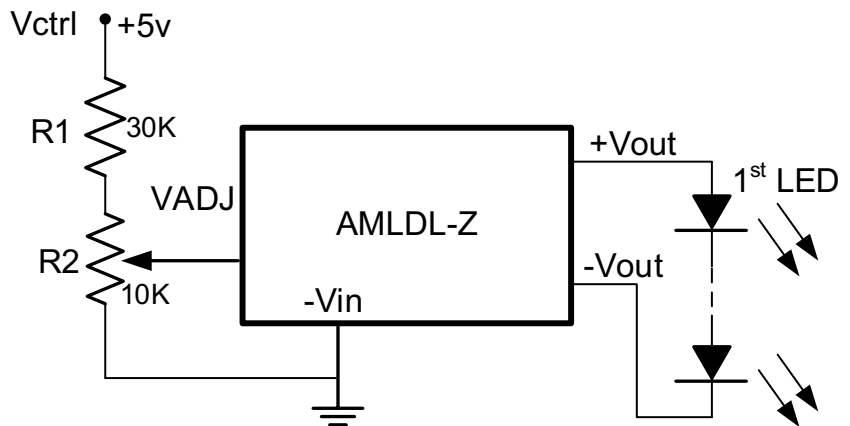 Vctrl +5v
R1 30K
VADJ
R2 10K
AMLDL-Z
-Vin
+Vout
1st LED
-Vout